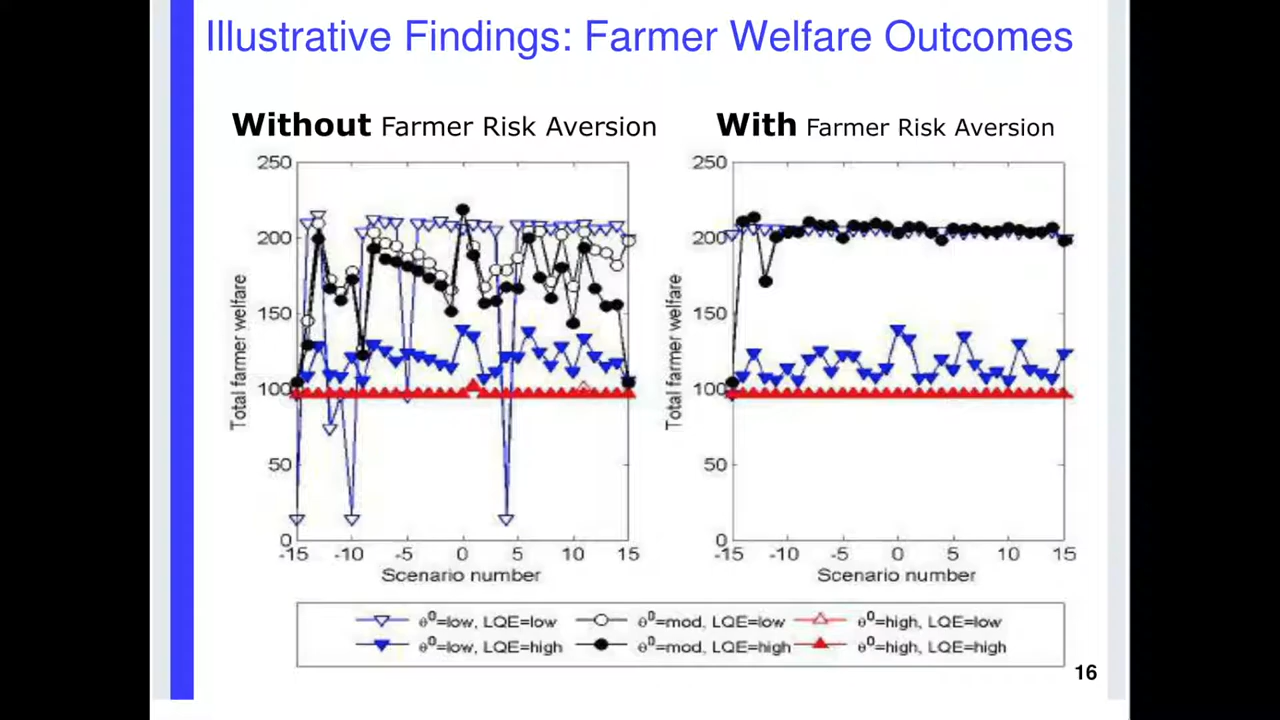 Illustrative Findings: Farmer Welfare Outcomes
Without Farmer Risk Aversion
With Farmer Risk Aversion
250
200
150
100
50
0
Total farmer welfare
-15 -10 -5 0 5 10 15
Scenario number
250
200
150
100
50
0
Total farmer welfare
-15 -10 -5 0 5 10 15
Scenario number
θ⁰=low, LQE=low θ⁰=mod, LQE=low θ⁰=high, LQE=low
θ⁰=low, LQE=high θ⁰=mod, LQE=high θ⁰=high, LQE=high
16